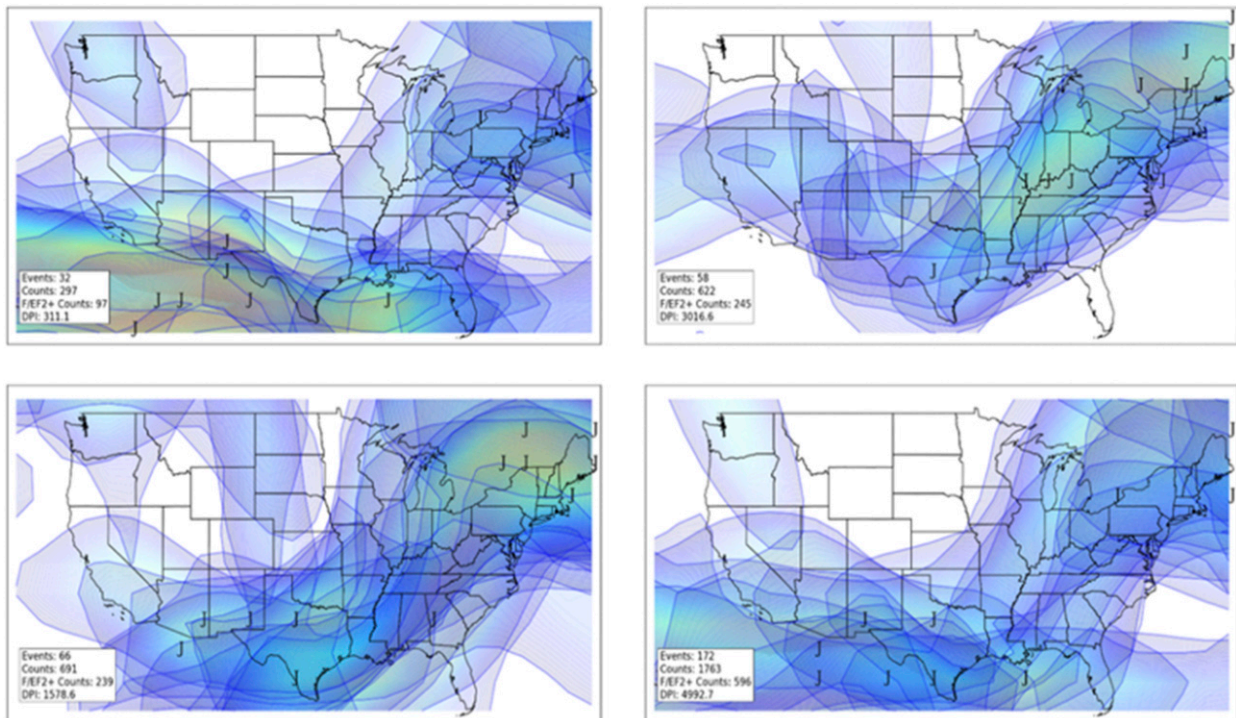 J
J
J
J
J
J
J
J
J
Events: 32
Counts: 297
F/EF2+ Counts: 97
DPI: 311.1
J
J
J
J
J
J
J
J
J
J
J
Events: 58
Counts: 622
F/EF2+ Counts: 245
DPI: 3016.6
J
J
J
J
J
J
J
J
J
J
J
J
Events: 66
Counts: 691
F/EF2+ Counts: 239
DPI: 1578.6
J
J
J
J
J
J
J
J
J
J
Events: 172
Counts: 1763
F/EF2+ Counts: 596
DPI: 4992.7